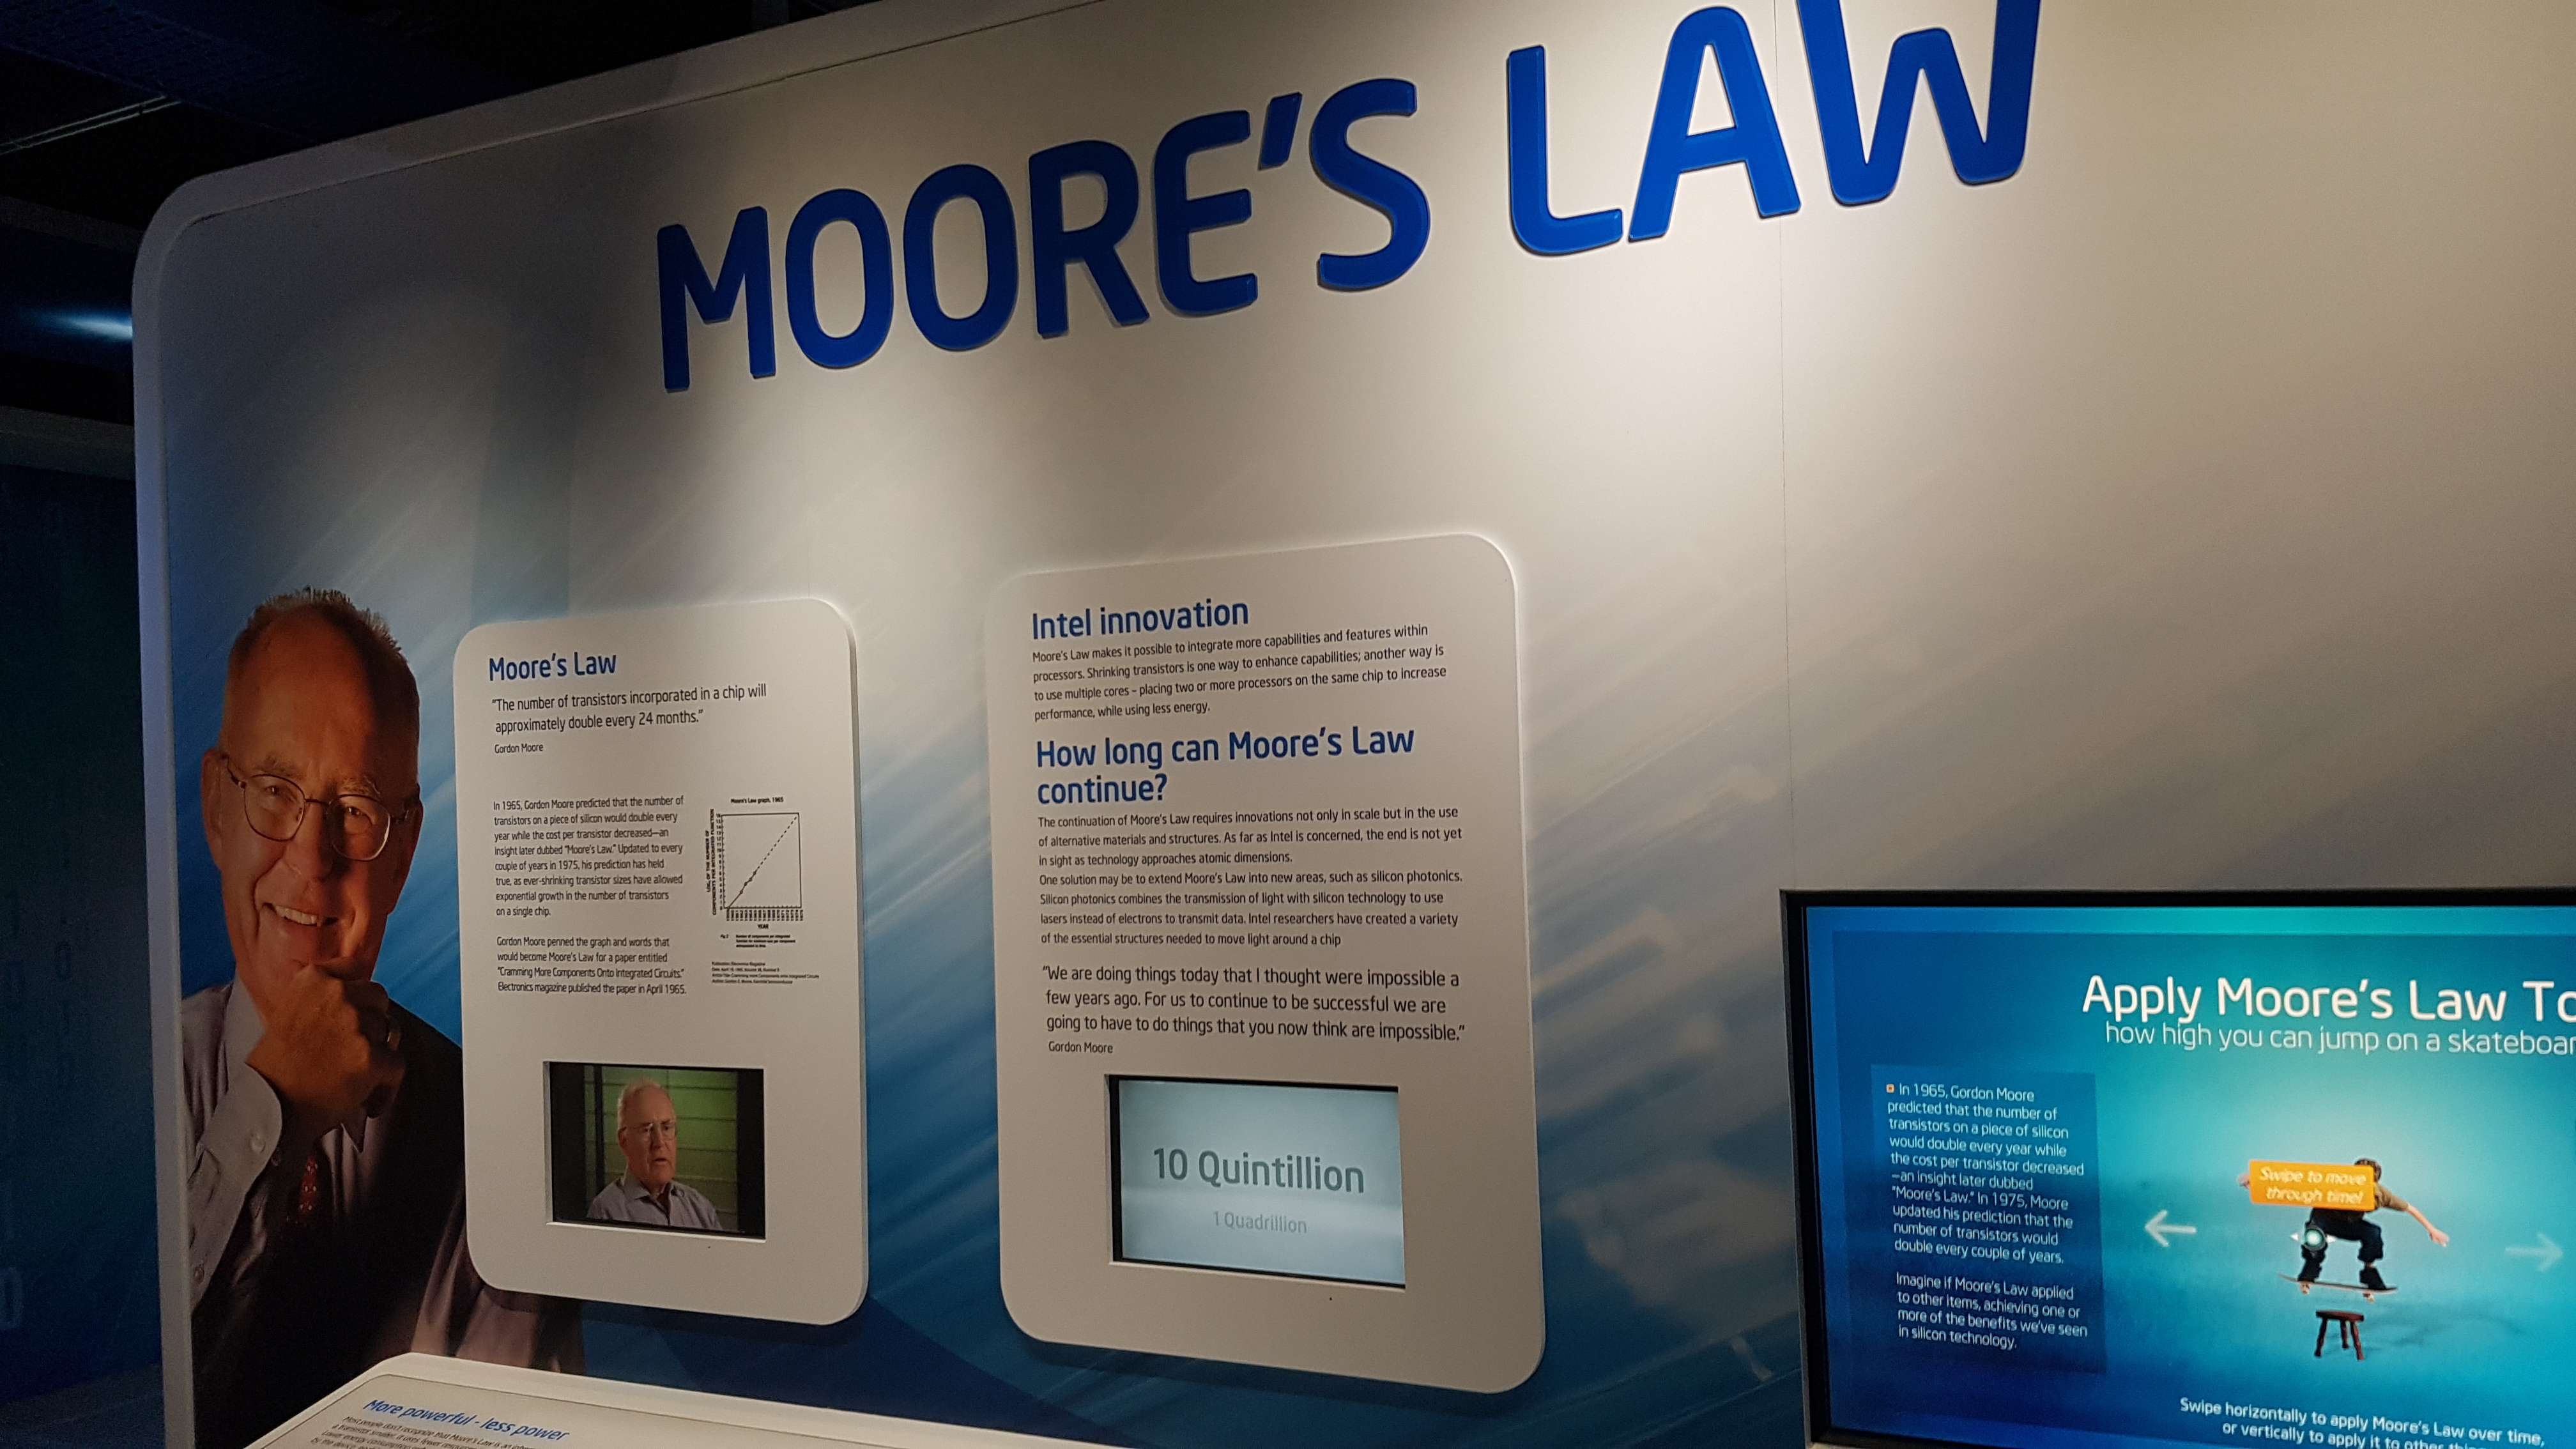 MOORE'S LAW
Moore's Law
"The number of transistors incorporated in a chip will
approximately double every 24 months."
Gordon Moore
In 1965, Gordon Moore predicted that the number of
transistors on a piece of silicon would double every
year while the cost per transistor decreased—an
insight later dubbed "Moore's Law." Updated to every
couple of years in 1975, his prediction has held
true, as ever-shrinking transistor sizes have allowed
exponential growth in the number of transistors
on a single chip.
Gordon Moore penned the graph and words that
would become Moore's Law for a paper entitled
"Cramming More Components Onto Integrated Circuits."
Electronics magazine published the paper in April 1965.
Moore's Law graph, 1965
YEAR
Intel innovation
Moore's Law makes it possible to integrate more capabilities and features within
processors. Shrinking transistors is one way to enhance capabilities; another way is
to use multiple cores – placing two or more processors on the same chip to increase
performance, while using less energy.
How long can Moore's Law
continue?
The continuation of Moore's Law requires innovations not only in scale but in the use
of alternative materials and structures. As far as Intel is concerned, the end is not yet
in sight as technology approaches atomic dimensions.
One solution may be to extend Moore's Law into new areas, such as silicon photonics.
Silicon photonics combines the transmission of light with silicon technology to use
lasers instead of electrons to transmit data. Intel researchers have created a variety
of the essential structures needed to move light around a chip
"We are doing things today that I thought were impossible a
few years ago. For us to continue to be successful we are
going to have to do things that you now think are impossible."
Gordon Moore
10 Quintillion
1 Quadrillion
Apply Moore's Law To
how high you can jump on a skateboar
In 1965, Gordon Moore
predicted that the number of
transistors on a piece of silicon
would double every year while
the cost per transistor decreased
—an insight later dubbed
"Moore's Law." In 1975, Moore
updated his prediction that the
number of transistors would
double every couple of years.
Imagine if Moore's Law applied
to other items, achieving one or
more of the benefits we've seen
in silicon technology.
Swipe to move
through time!
Swipe horizontally to apply Moore's Law over time,
or vertically to apply it to other
More powerful - less power